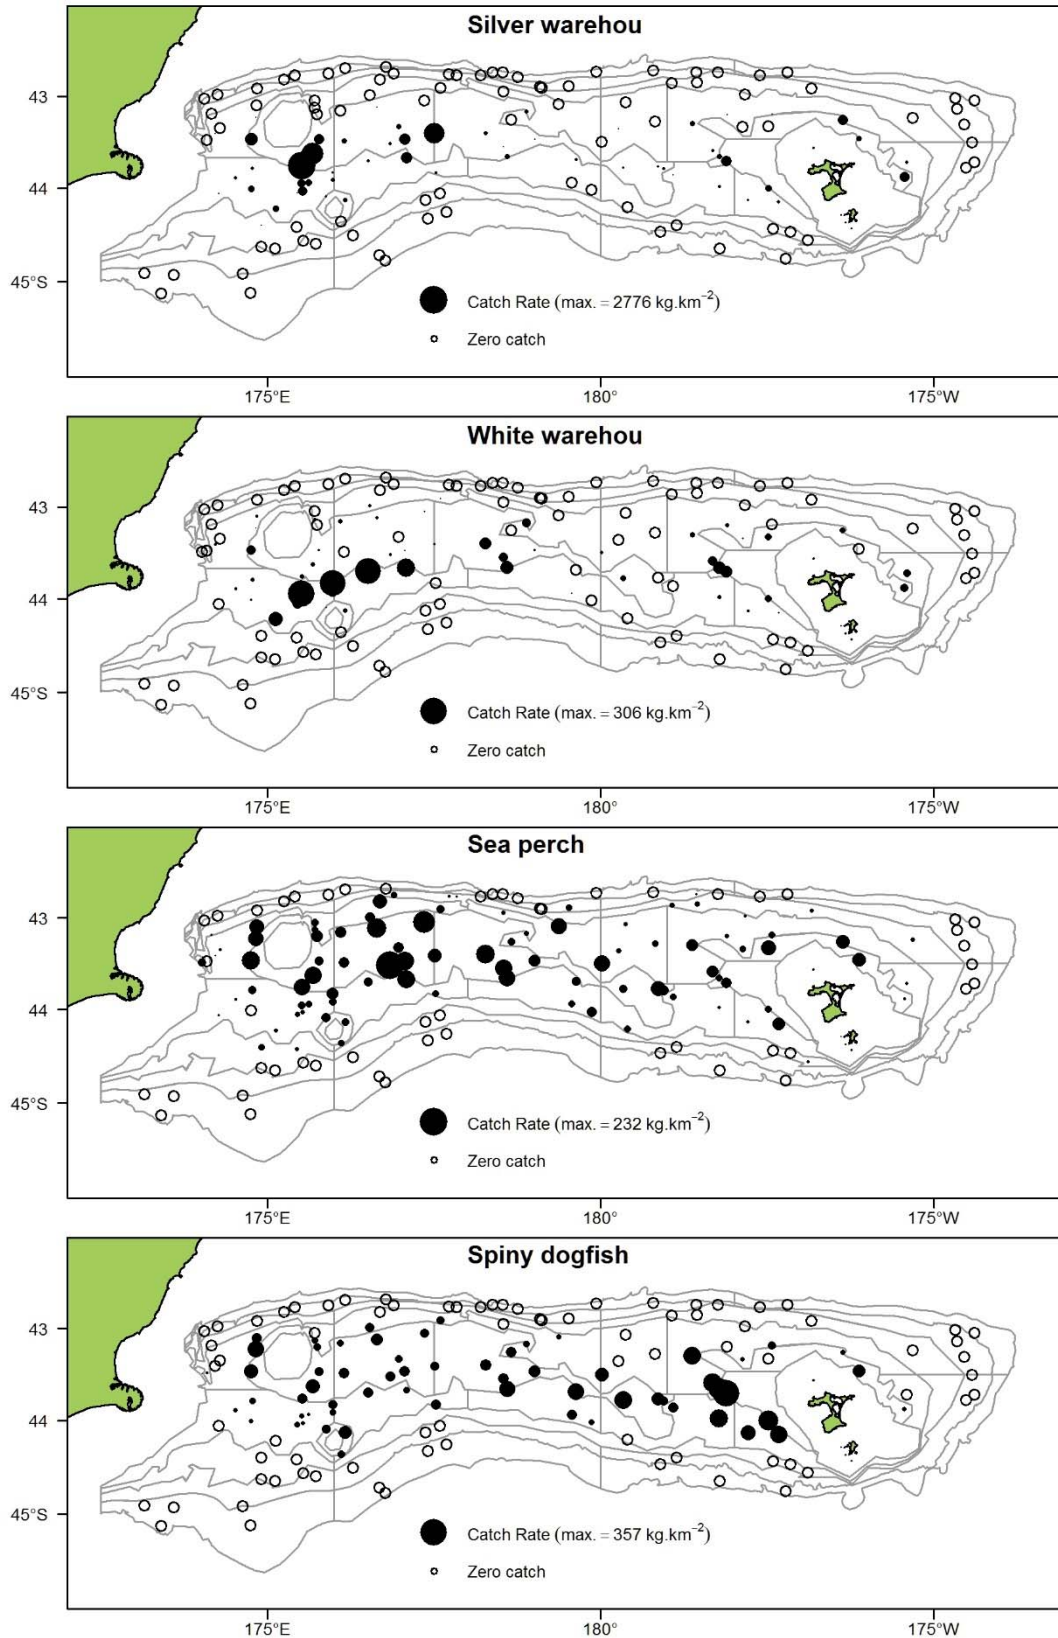 Silver warehou
43
44
45°S
Catch Rate (max. = 2776 kg.km⁻²)
Zero catch
175°E 180° 175°W
White warehou
43
44
45°S
Catch Rate (max. = 306 kg.km⁻²)
Zero catch
175°E 180° 175°W
Sea perch
43
44
45°S
Catch Rate (max. = 232 kg.km⁻²)
Zero catch
175°E 180° 175°W
Spiny dogfish
43
44
45°S
Catch Rate (max. = 357 kg.km⁻²)
Zero catch
175°E 180° 175°W